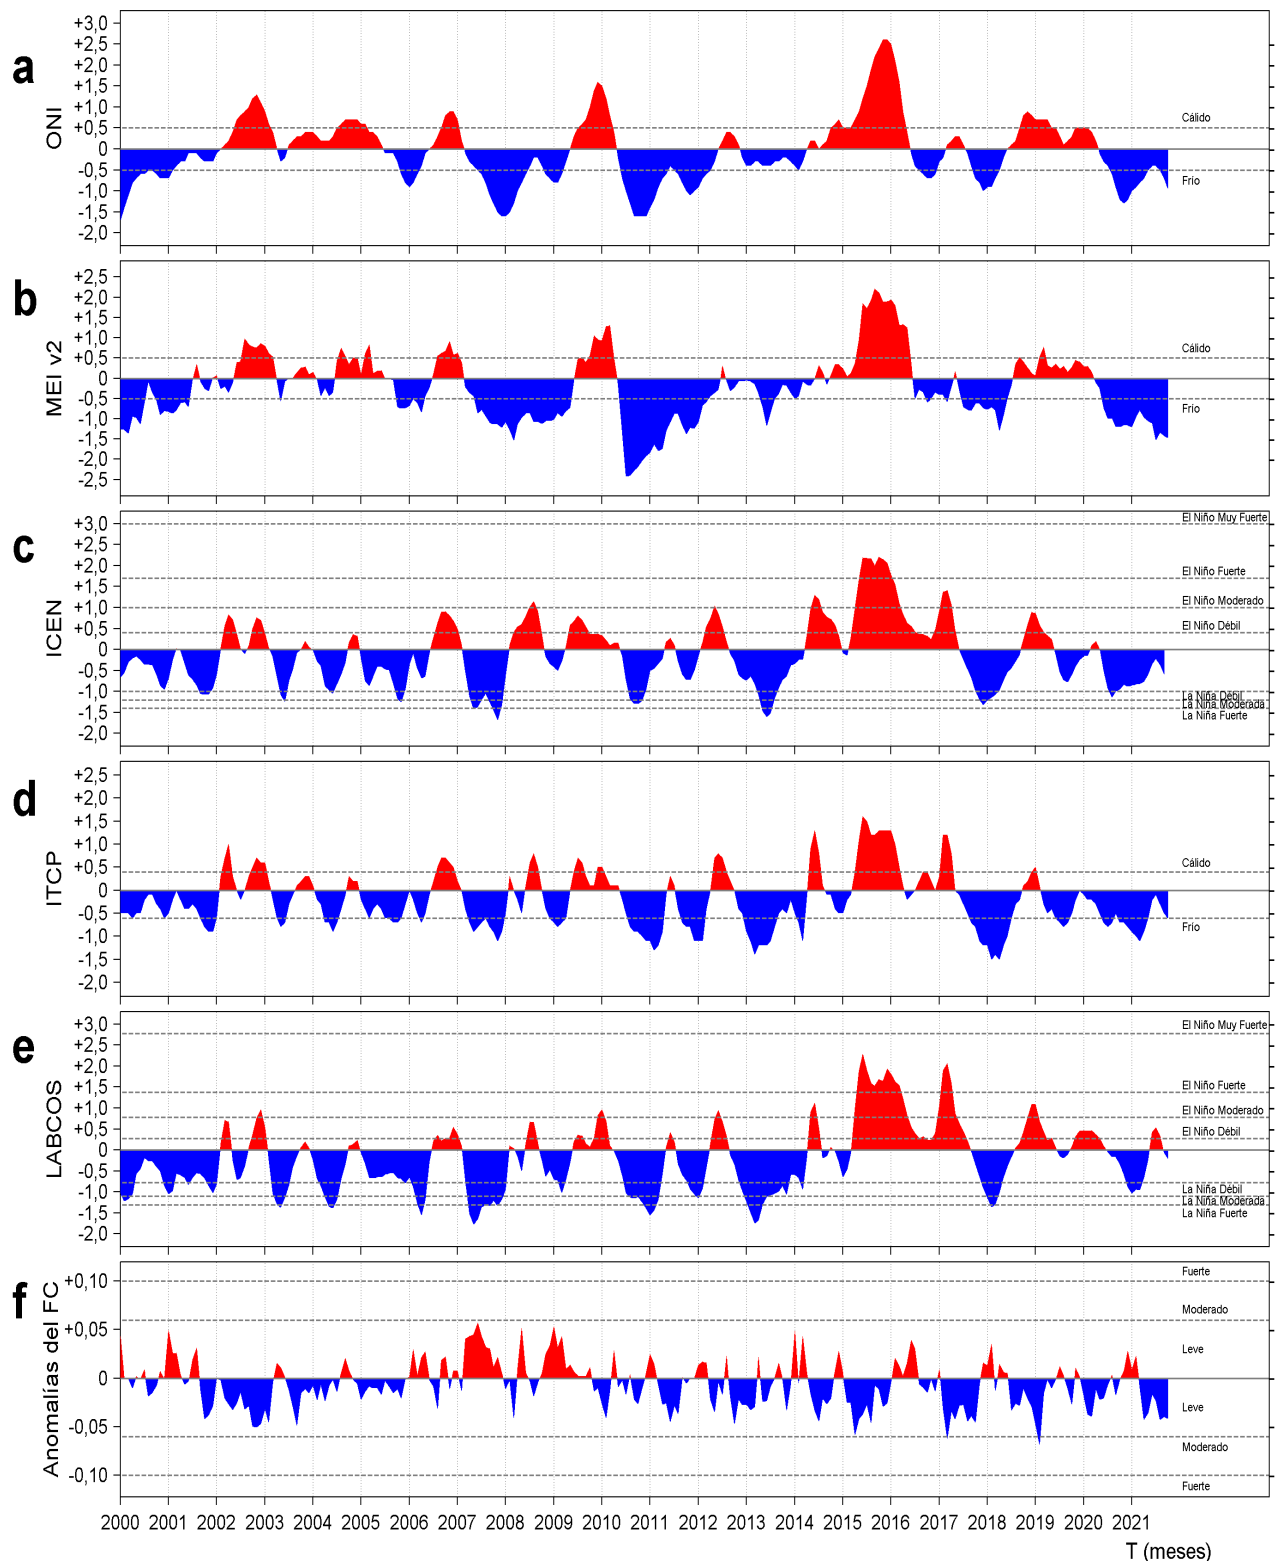 a
ONI
+3,0
+2,5
+2,0
+1,5
+1,0
+0,5
0
-0,5
-1,0
-1,5
-2,0
Cálido
Frío
b
MEI v2
+2,5
+2,0
+1,5
+1,0
+0,5
0
-0,5
-1,0
-1,5
-2,0
-2,5
Cálido
Frío
c
ICEN
+3,0
+2,5
+2,0
+1,5
+1,0
+0,5
0
-0,5
-1,0
-1,5
-2,0
El Niño Muy Fuerte
El Niño Fuerte
El Niño Moderado
El Niño Débil
La Niña Débil
La Niña Moderada
La Niña Fuerte
d
ITCP
+2,5
+2,0
+1,5
+1,0
+0,5
0
-0,5
-1,0
-1,5
-2,0
Cálido
Frío
e
LABCOS
+3,0
+2,5
+2,0
+1,5
+1,0
+0,5
0
-0,5
-1,0
-1,5
-2,0
El Niño Muy Fuerte
El Niño Fuerte
El Niño Moderado
El Niño Débil
La Niña Débil
La Niña Moderada
La Niña Fuerte
f
Anomalías del FC
+0,10
+0,05
0
-0,05
-0,10
Fuerte
Moderado
Leve
Leve
Moderado
Fuerte
2000 2001 2002 2003 2004 2005 2006 2007 2008 2009 2010 2011 2012 2013 2014 2015 2016 2017 2018 2019 2020 2021
T (meses)